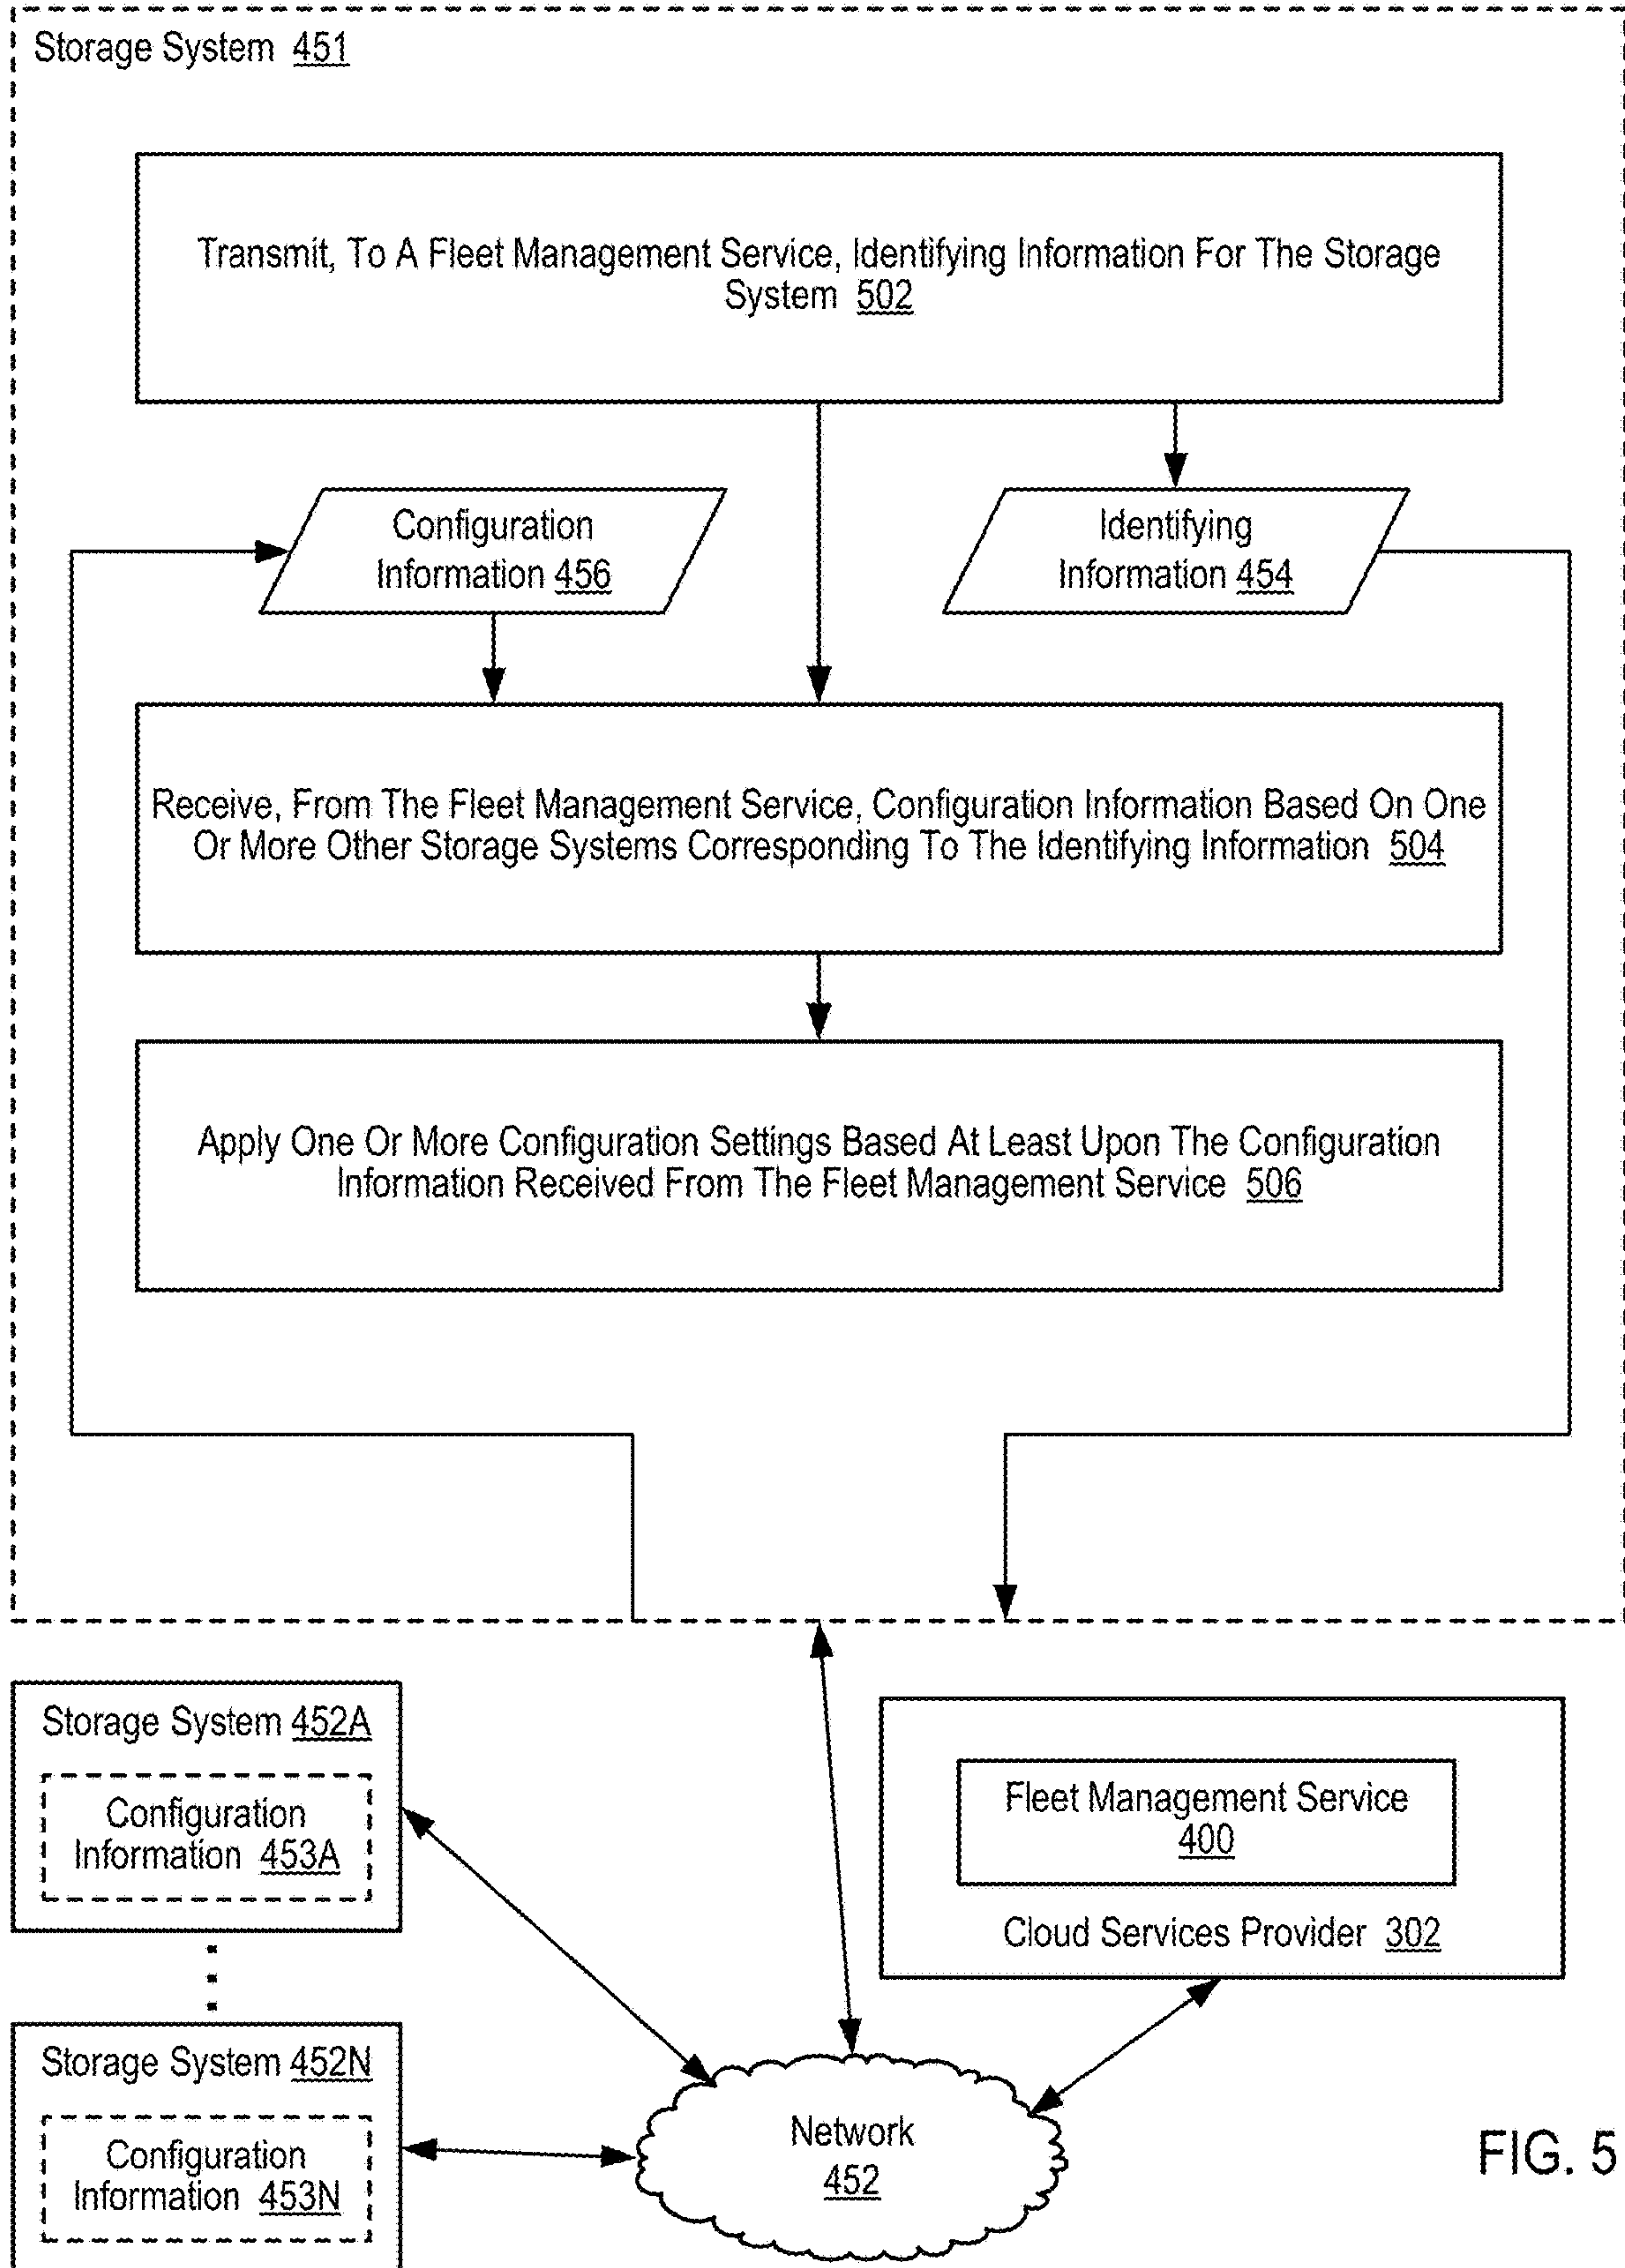 Storage System 451
Transmit, To A Fleet Management Service, Identifying Information For The Storage
System 502
Configuration
Information 456
Identifying
Information 454
Receive, From The Fleet Management Service, Configuration Information Based On One
Or More Other Storage Systems Corresponding To The Identifying Information 504
Apply One Or More Configuration Settings Based At Least Upon The Configuration
Information Received From The Fleet Management Service 506
Storage System 452A
Configuration
Information 453A
Fleet Management Service
400
Cloud Services Provider 302
Storage System 452N
Configuration
Information 453N
Network
452
FIG. 5